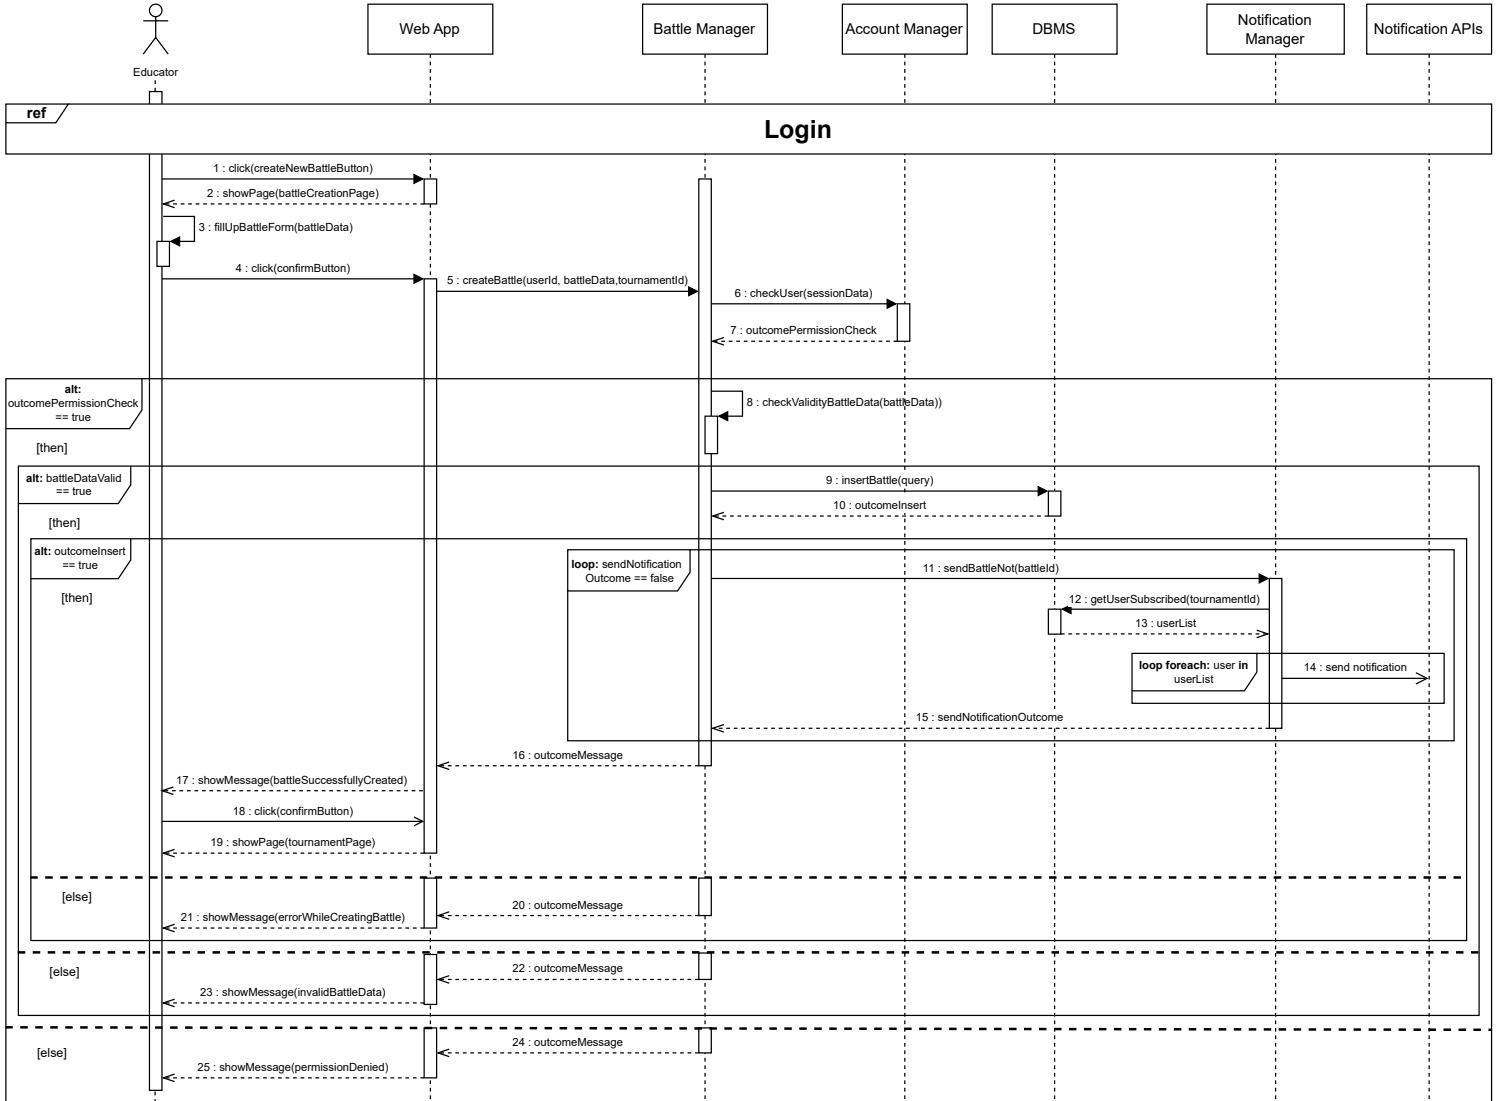 Educator
Web App
Battle Manager
Account Manager
DBMS
Notification
Manager
Notification APIs
ref
Login
1 : click(createNewBattleButton)
2 : showPage(battleCreationPage)
3 : fillUpBattleForm(battleData)
4 : click(confirmButton)
5 : createBattle(userId, battleData,tournamentId)
6 : checkUser(sessionData)
7 : outcomePermissionCheck
alt:
outcomePermissionCheck
== true
8 : checkValidityBattleData(battleData))
[then]
alt: battleDataValid
== true
9 : insertBattle(query)
10 : outcomeInsert
[then]
alt: outcomeInsert
== true
loop: sendNotification
Outcome == false
11 : sendBattleNot(battleId)
[then]
12 : getUserSubscribed(tournamentId)
13 : userList
loop foreach: user in
userList
14 : send notification
15 : sendNotificationOutcome
16 : outcomeMessage
17 : showMessage(battleSuccessfullyCreated)
18 : click(confirmButton)
19 : showPage(tournamentPage)
[else]
20 : outcomeMessage
21 : showMessage(errorWhileCreatingBattle)
[else]
22 : outcomeMessage
23 : showMessage(invalidBattleData)
[else]
24 : outcomeMessage
25 : showMessage(permissionDenied)